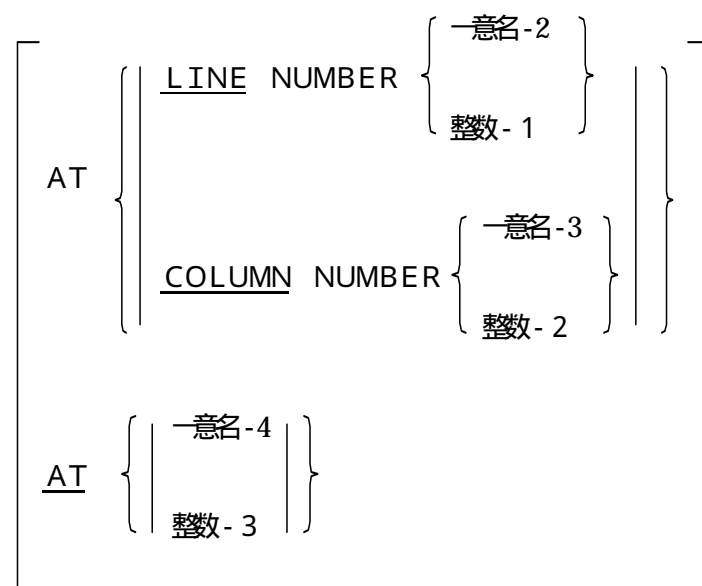 一意名-2
LINE NUMBER
整数-1
AT
一意名-3
COLUMN NUMBER
整数-2
一意名-4
AT
整数-3